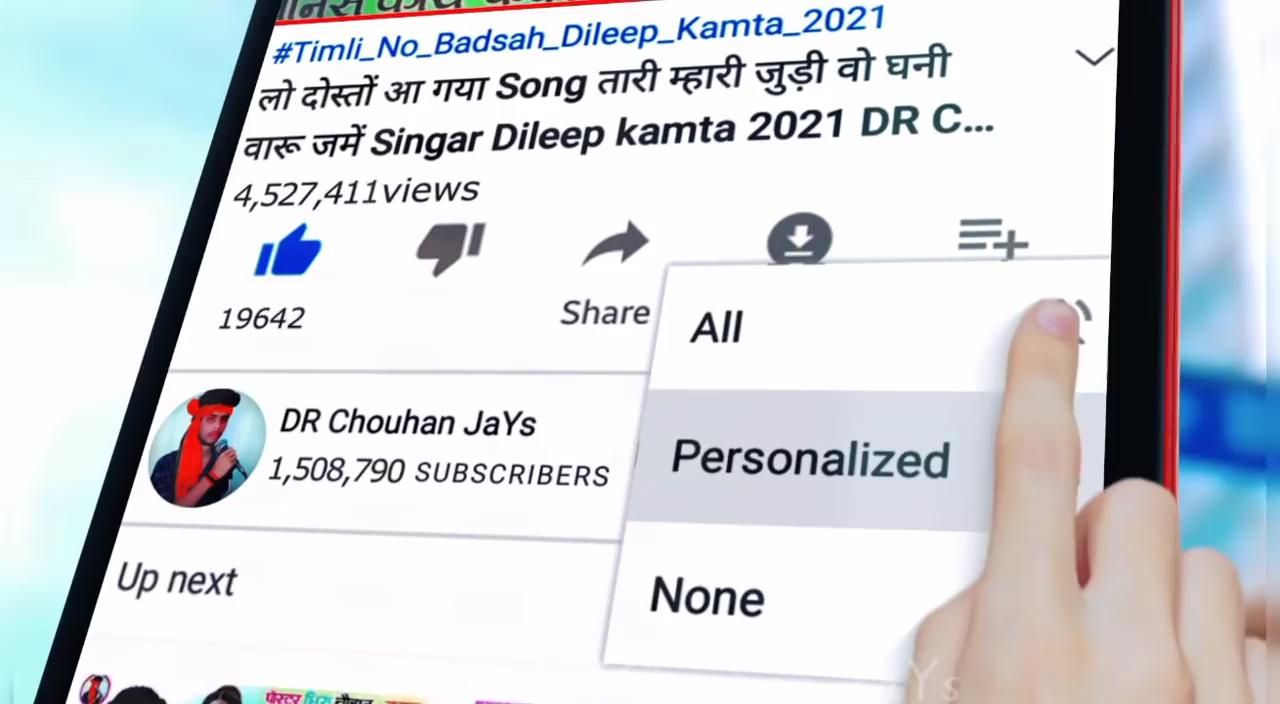 #Timli_No_Badsah_Dileep_Kamta_2021
लो दोस्तों आ गया Song तारी म्हारी जुड़ी वो घनी
वारू जमें Singar Dileep kamta 2021 DR C...
4,527,411views
19642
Share
All
DR Chouhan JaYs
1,508,790 SUBSCRIBERS
Personalized
Up next
None
Ys